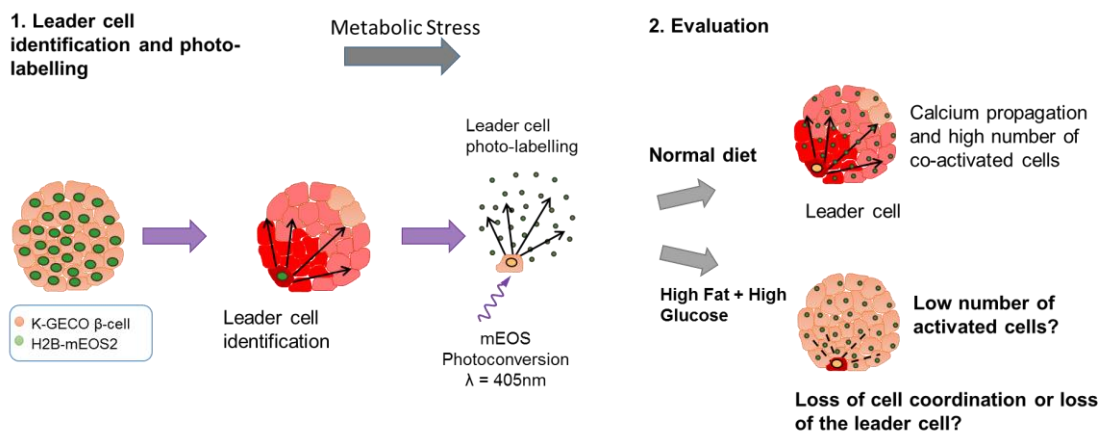 1. Leader cell
identification and photo-
labelling
Metabolic Stress
K-GECO β-cell
H2B-mEOS2
Leader cell
identification
Leader cell
photo-labelling
mEOS
Photoconversion
λ = 405nm
2. Evaluation
Normal diet
Calcium propagation
and high number of
co-activated cells
Leader cell
High Fat + High
Glucose
Low number of
activated cells?
Loss of cell coordination or loss
of the leader cell?